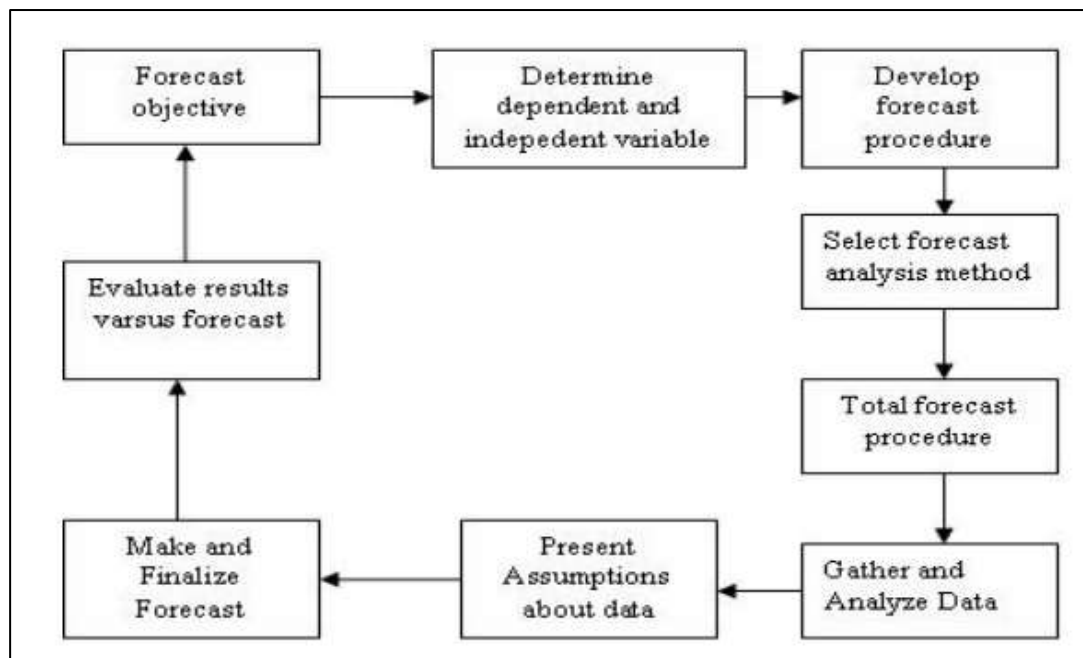 Forecast
objective
Determine
dependent and
indepedent variable
Develop
forecast
procedure
Select forecast
analysis method
Total forecast
procedure
Gather and
Analyze Data
Present
Assumptions
about data
Make and
Finalize
Forecast
Evaluate results
varsus forecast